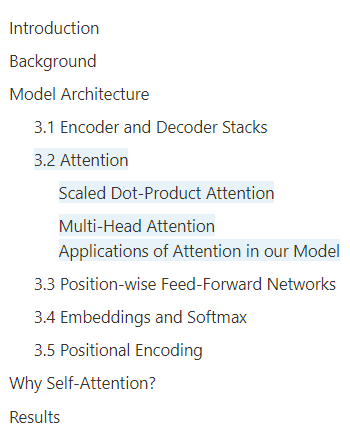 Introduction
Background
Model Architecture
3.1 Encoder and Decoder Stacks
3.2 Attention
Scaled Dot-Product Attention
Multi-Head Attention
Applications of Attention in our Model
3.3 Position-wise Feed-Forward Networks
3.4 Embeddings and Softmax
3.5 Positional Encoding
Why Self-Attention?
Results